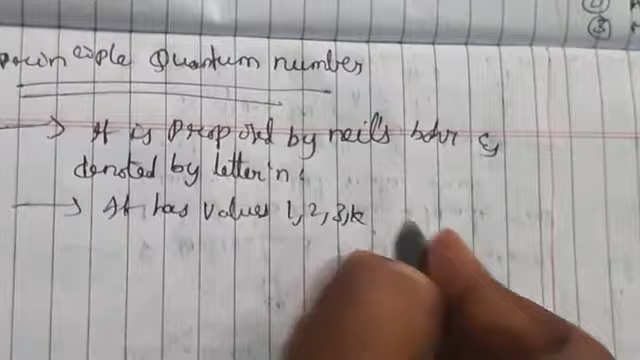 Principle Quantum number
→ It is Proposed by neils bohr &
denoted by letter 'n'
→ It has values 1,2,3,k